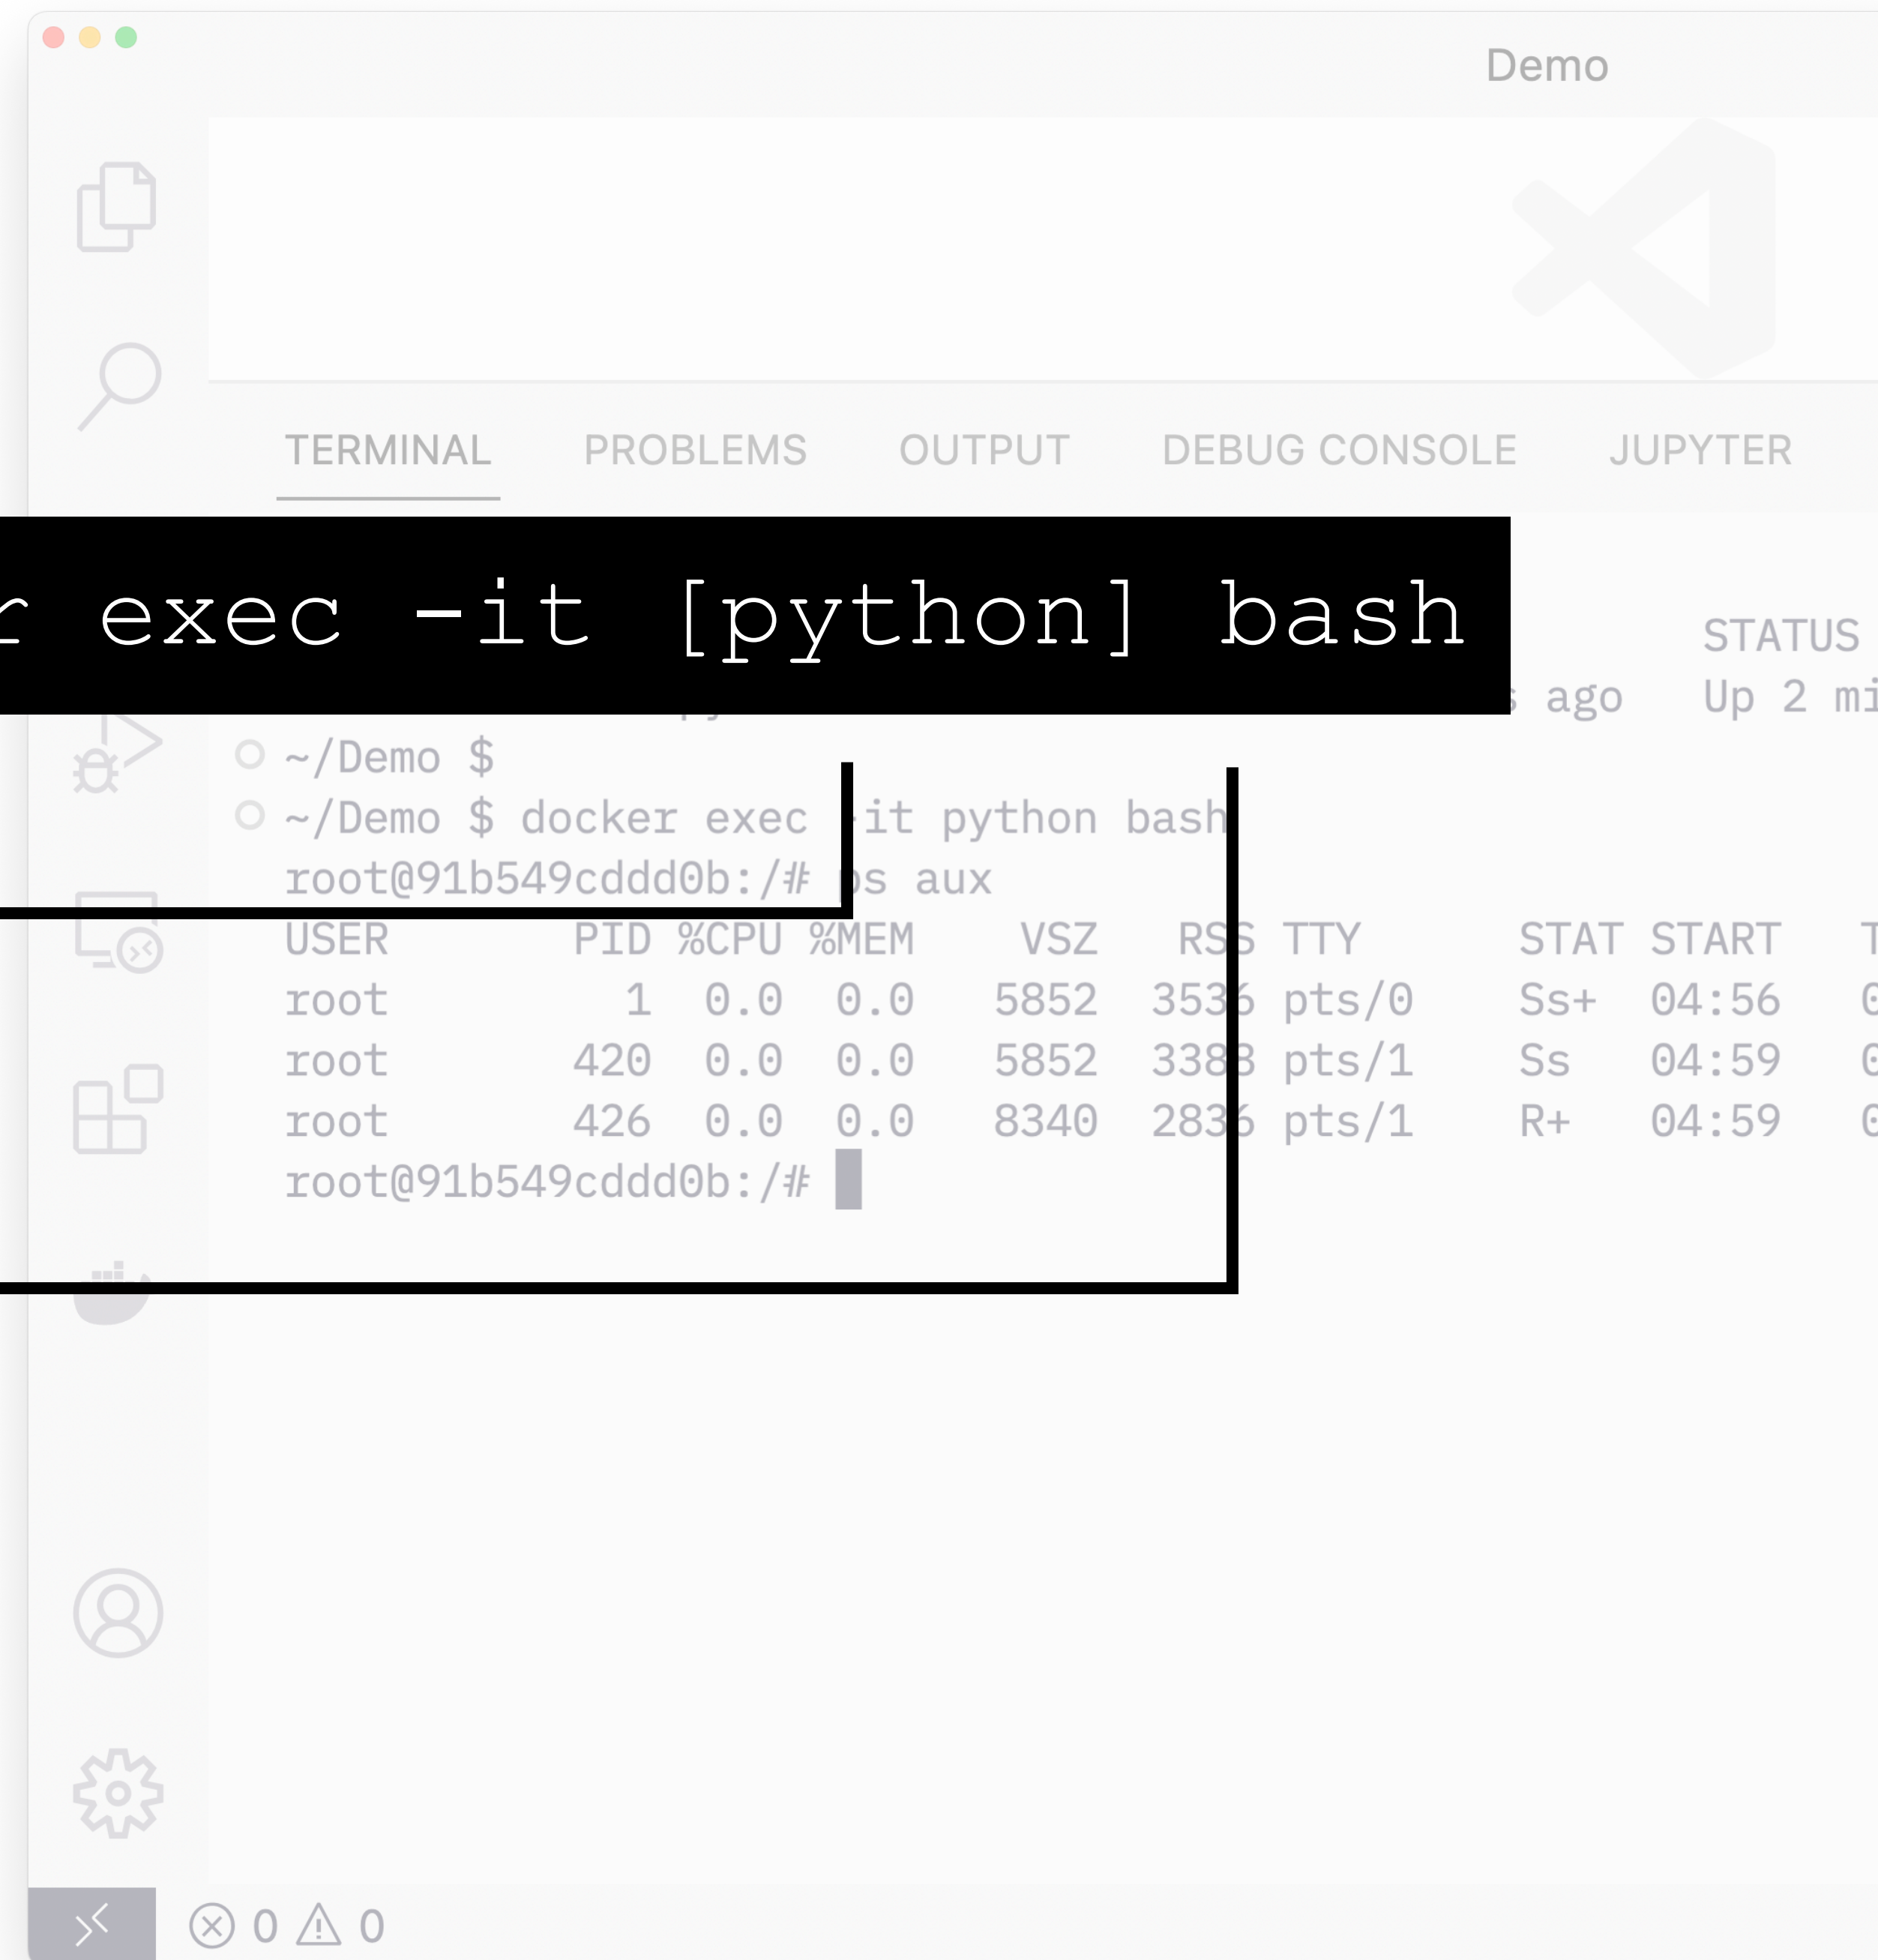 Demo
TERMINAL PROBLEMS OUTPUT DEBUG CONSOLE JUPYTER
exec -it [python] bash
STATUS
ago Up 2
~/Demo $
~/Demo $ docker exec -it python bash
root@91b549cddd0b:/# ps aux
USER PID %CPU %MEM VSZ RSS TTY STAT START
root 1 0.0 0.0 5852 3536 pts/0 Ss+ 04:56
root 420 0.0 0.0 5852 3388 pts/1 Ss 04:59
root 426 0.0 0.0 8340 2836 pts/1 R+ 04:59
root@91b549cddd0b:/#
0 0